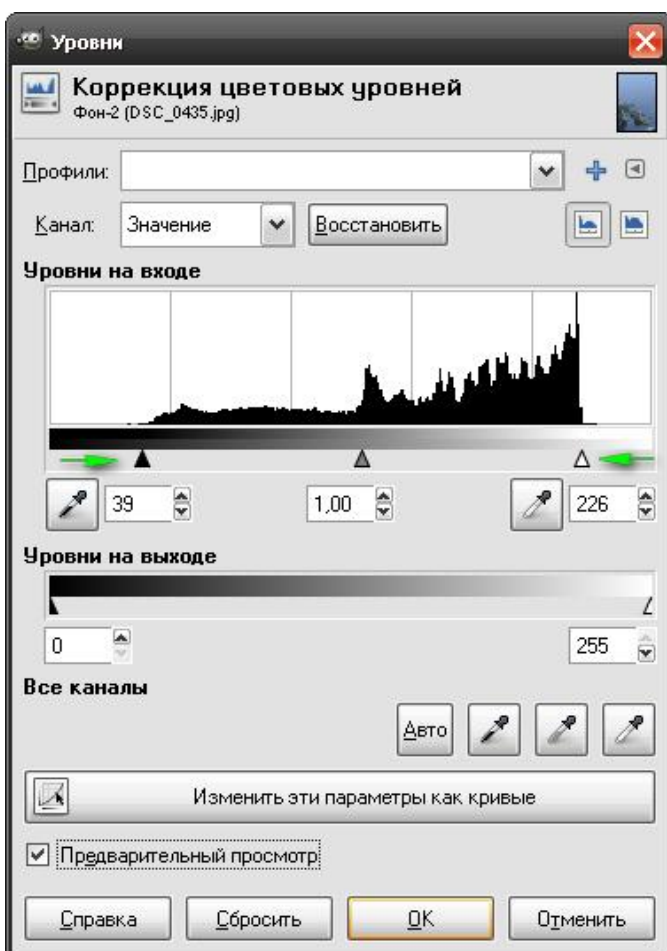 Уровни
Коррекция цветовых уровней
Фон-2 (DSC_0435.jpg)
Профили:
Канал: Значение Восстановить
Уровни на входе
39 1,00 226
Уровни на выходе
0 255
Все каналы
Авто
Изменить эти параметры как кривые
Предварительный просмотр
Справка Сбросить OK Отменить